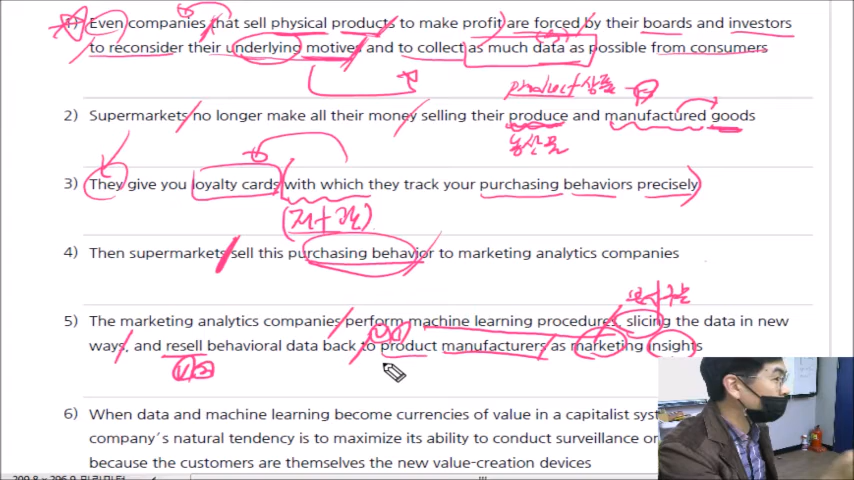 1) Even companies that sell physical products to make profit are forced by their boards and investors
to reconsider their underlying motives and to collect as much data as possible from consumers
product 상품
2) Supermarkets no longer make all their money selling their produce and manufactured goods
농산물
3) They give you loyalty cards with which they track your purchasing behaviors precisely
(전+관)
4) Then supermarkets sell this purchasing behavior to marketing analytics companies
분사구문
5) The marketing analytics companies perform machine learning procedures, slicing the data in new
ways, and resell behavioral data back to product manufacturers as marketing insights
6) When data and machine learning become currencies of value in a capitalist
company's natural tendency is to maximize its ability to conduct surveillance
because the customers are themselves the new value-creation devices